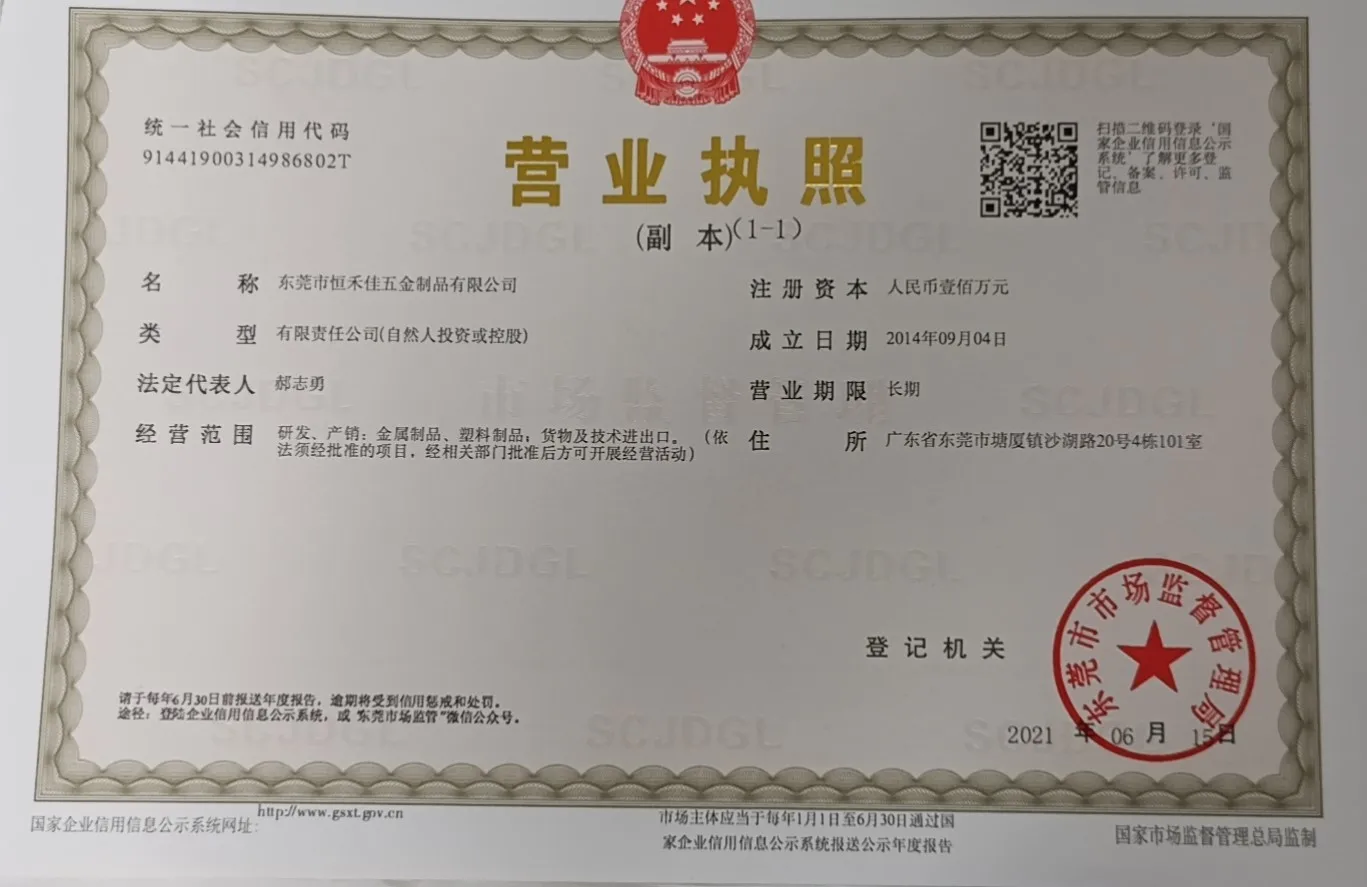 统一社会信用代码
91441900314986802T
营业执照
(副 本)(1-1)
扫描二维码登录‘国
家企业信用信息公示
系统’了解更多登
记、备案、许可、监
管信息
名 称 东莞市恒禾佳五金制品有限公司
类 型 有限责任公司(自然人投资或控股)
法定代表人 郝志勇
经营范围 研发、产销：金属制品、塑料制品；货物及技术进出口。（依
法须经批准的项目，经相关部门批准后方可开展经营活动）
注册资本 人民币壹佰万元
成立日期 2014年09月04日
营业期限 长期
住 所 广东省东莞市塘厦镇沙湖路20号4栋101室
SCJDGL
市场监督管理
登记机关
东莞市市场监督管理局
2021 年 06 月 15日
请于每年6月30日前报送年度报告，逾期将受到信用惩戒和处罚。
途径：登陆企业信用信息公示系统，或“东莞市场监管”微信公众号。
国家企业信用信息公示系统网址：
http://www.gsxt.gov.cn
市场主体应当于每年1月1日至6月30日通过国
家企业信用信息公示系统报送公示年度报告
国家市场监督管理总局监制